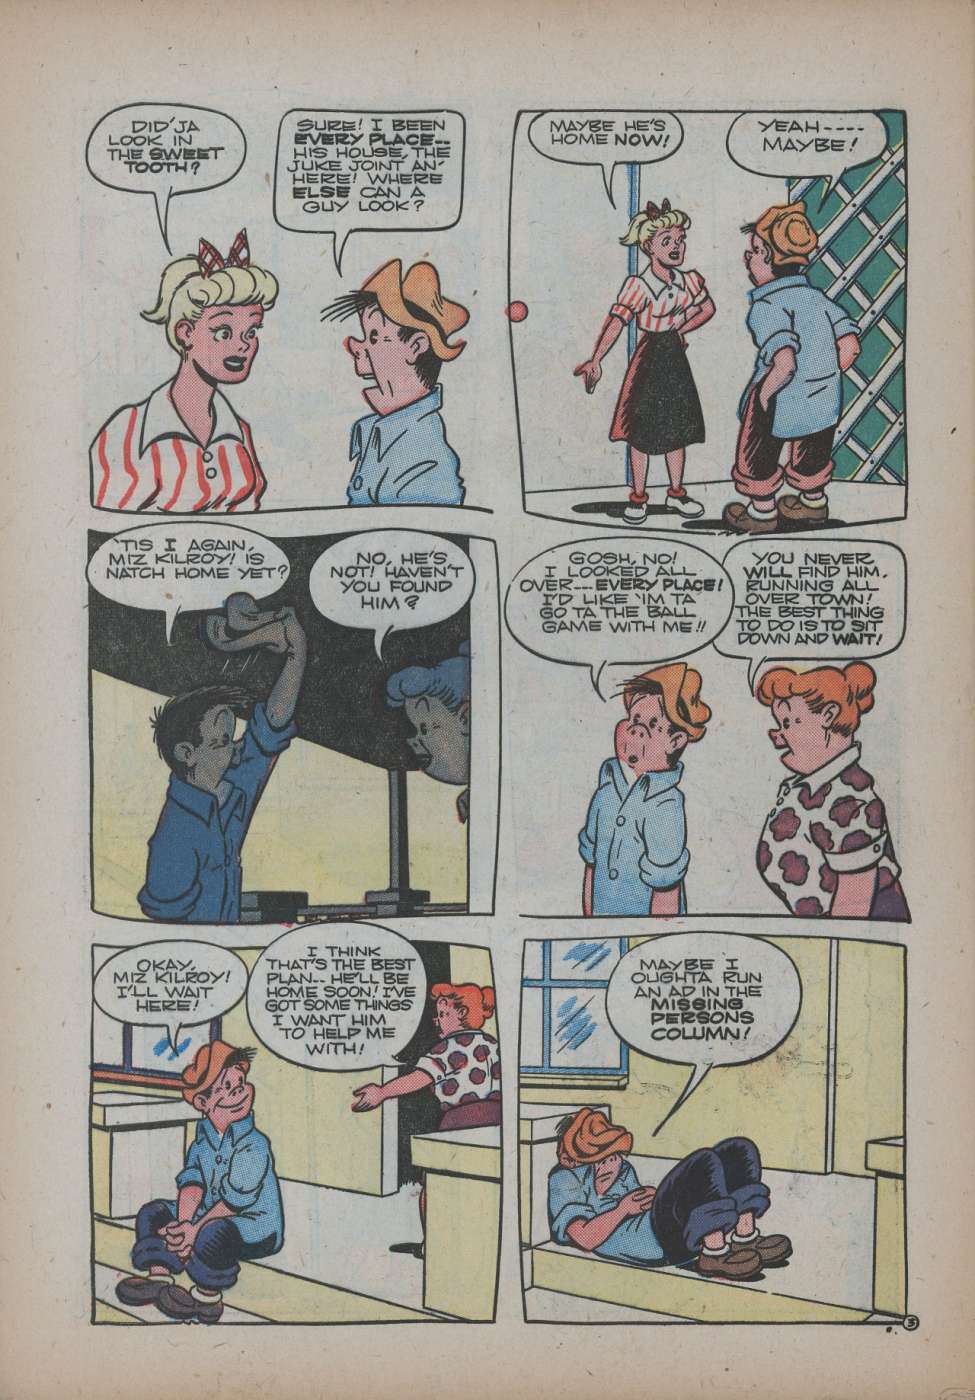 DID'JA
LOOK IN
THE SWEET
TOOTH?
SURE! I BEEN
EVERY PLACE--
HIS HOUSE, THE
JUKE JOINT AN'
HERE! WHERE
ELSE CAN A
GUY LOOK?
MAYBE HE'S
HOME NOW!
YEAH----
MAYBE!
'TIS I AGAIN,
MIZ KILROY! IS
NATCH HOME YET?
NO, HE'S
NOT! HAVEN'T
YOU FOUND
HIM?
GOSH, NO!
I LOOKED ALL
OVER---EVERY PLACE!
I'D LIKE 'IM TA
GO TA THE BALL
GAME WITH ME!!
YOU NEVER
WILL FIND HIM,
RUNNING ALL
OVER TOWN!
THE BEST THING
TO DO IS TO SIT
DOWN AND WAIT!
OKAY,
MIZ KILROY!
I'LL WAIT
HERE!
I THINK
THAT'S THE BEST
PLAN-- HE'LL BE
HOME SOON! I'VE
GOT SOME THINGS
I WANT HIM
TO HELP ME
WITH!
MAYBE I
OUGHTA RUN
AN AD IN THE
MISSING
PERSONS
COLUMN!
3